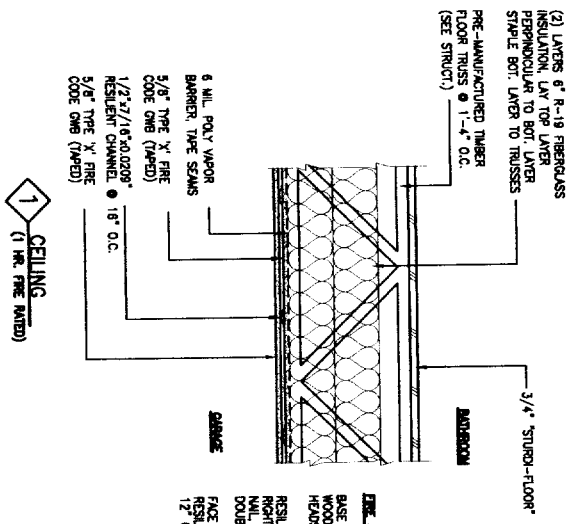 (2) LAYERS 6" R-19 FIBERGLASS
INSULATION, LAY TOP LAYER
PERPINDICULAR TO BOT. LAYER
STAPLE BOT. LAYER TO TRUSSES
PRE-MANUFACTURED TIMBER
FLOOR TRUSS @ 1'-4" O.C.
(SEE STRUCT.)
3/4" "STURDI-FLOOR"
BATHROOM
6 MIL POLY VAPOR
BARRIER, TAPE SEAMS
5/8" TYPE 'X' FIRE
CODE GWB (TAPED)
1/2"x7/16"x0.0209"
RESILIENT CHANNEL @ 16" O.C.
5/8" TYPE 'X' FIRE
CODE GWB (TAPED)
GARAGE
1
CEILING
(1 HR. FIRE RATED)
FIRE
BASE
WOOD
HEADS
RESIL
RIGHT
NAIL,
DOUB
FACE
RESIL
12"